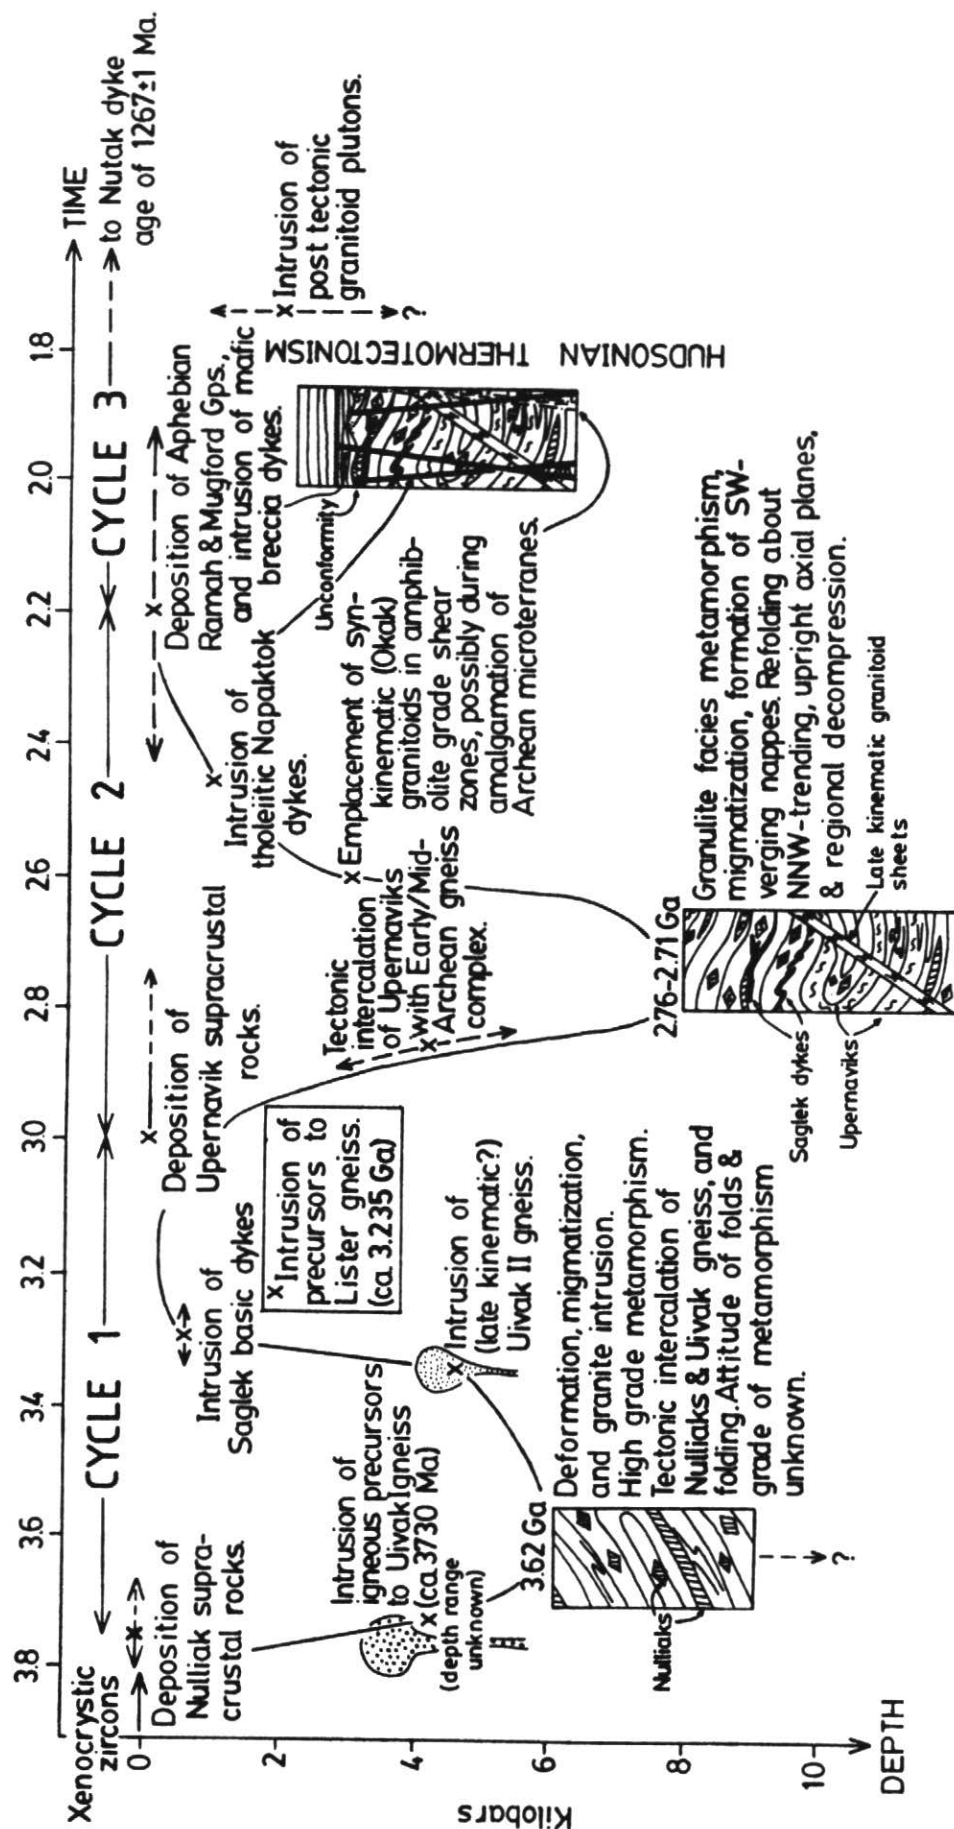 TIME
3.8
3.6
3.4
3.2
3.0
2.8
2.6
2.4
2.2
2.0
1.8
CYCLE 1
CYCLE 2
CYCLE 3
to Nutak dyke
age of 1267±1 Ma.
Xenocrystic
zircons
0
2
4
6
8
10
Kilobars
DEPTH
Deposition of
Nulliak supra-
crustal rocks.
Intrusion of
igneous precursors
to Uivak I gneiss
x (ca 3730 Ma)
(depth range
unknown)
3.62 Ga
Nulliaks
?
Deformation, migmatization,
and granite intrusion.
High grade metamorphism.
Tectonic intercalation of
Nulliaks & Uivak gneiss, and
folding. Attitude of folds &
grade of metamorphism
unknown.
x Intrusion of
(late kinematic?)
Uivak II gneiss.
x
Intrusion of
Saglek basic dykes
x Intrusion of
precursors to
Lister gneiss.
(ca 3.235 Ga)
x
Deposition of
Upernavik supracrustal
rocks.
Tectonic
intercalation
of Upernaviks
x with Early/Mid-
Archean gneiss
complex.
2.76-2.71 Ga
Saglek dykes
Upernaviks
Granulite facies metamorphism,
migmatization, formation of SW-
verging nappes. Refolding about
NNW-trending, upright axial planes,
& regional decompression.
Late kinematic granitoid
sheets
x Emplacement of syn-
kinematic (Okak)
granitoids in amphib-
olite grade shear
zones, possibly during
amalgamation of
Archean microterranes.
x
Intrusion of
tholeiitic Napaktok
dykes.
x
Deposition of Aphebian
Ramah & Mugford Gps.,
and intrusion of mafic
breccia dykes.
Unconformity
HUDSONIAN THERMOTECTONISM
x Intrusion of
post tectonic
granitoid plutons.
?